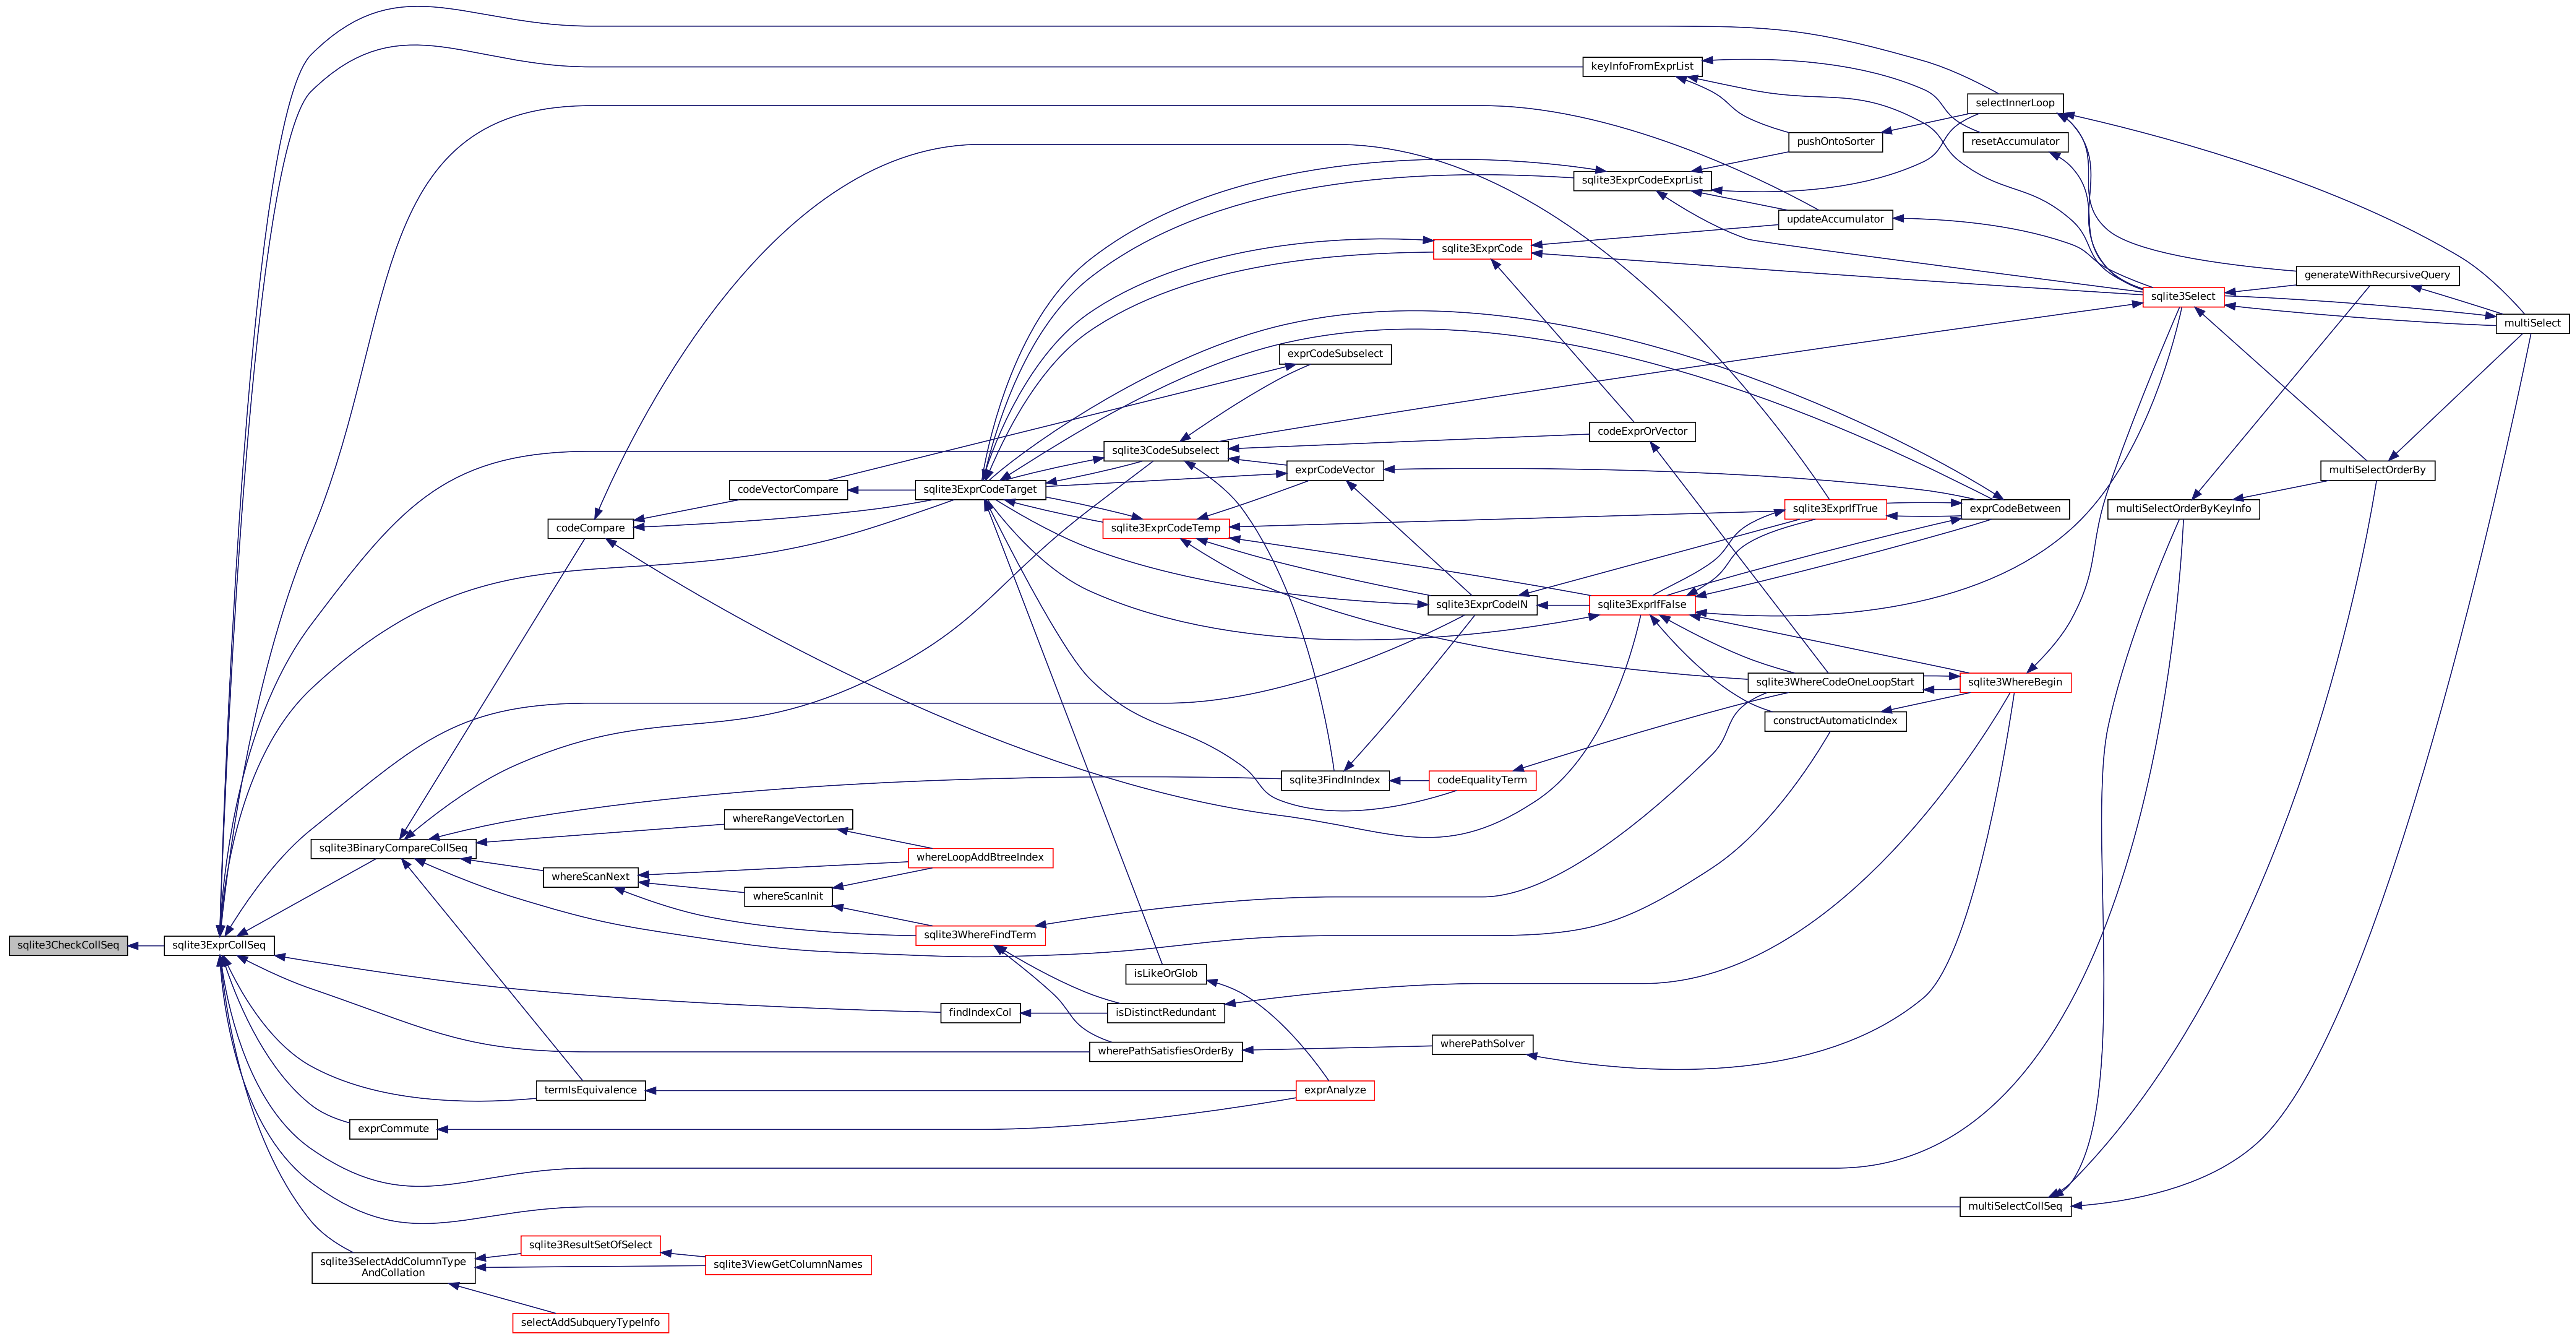 keyInfoFromExprList
selectInnerLoop
pushOntoSorter
resetAccumulator
sqlite3ExprCodeExprList
updateAccumulator
sqlite3ExprCode
generateWithRecursiveQuery
sqlite3Select
multiSelect
exprCodeSubselect
codeExprOrVector
sqlite3CodeSubselect
exprCodeVector
multiSelectOrderBy
codeVectorCompare
sqlite3ExprCodeTarget
sqlite3ExprIfTrue
exprCodeBetween
multiSelectOrderByKeyInfo
codeCompare
sqlite3ExprCodeTemp
sqlite3ExprCodeIN
sqlite3ExprIfFalse
sqlite3WhereCodeOneLoopStart
sqlite3WhereBegin
constructAutomaticIndex
sqlite3FindInIndex
codeEqualityTerm
whereRangeVectorLen
sqlite3BinaryCompareCollSeq
whereLoopAddBtreeIndex
whereScanNext
whereScanInit
sqlite3WhereFindTerm
sqlite3CheckCollSeq
sqlite3ExprCollSeq
isLikeOrGlob
findIndexCol
isDistinctRedundant
wherePathSatisfiesOrderBy
wherePathSolver
termIsEquivalence
exprAnalyze
exprCommute
multiSelectCollSeq
sqlite3ResultSetOfSelect
sqlite3SelectAddColumnType
AndCollation
sqlite3ViewGetColumnNames
selectAddSubqueryTypeInfo